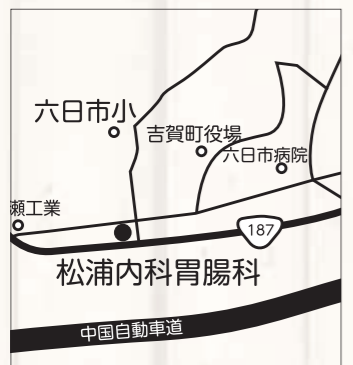 六日市小
吉賀町役場
六日市病院
瀬工業
187
松浦内科胃腸科
中国自動車道